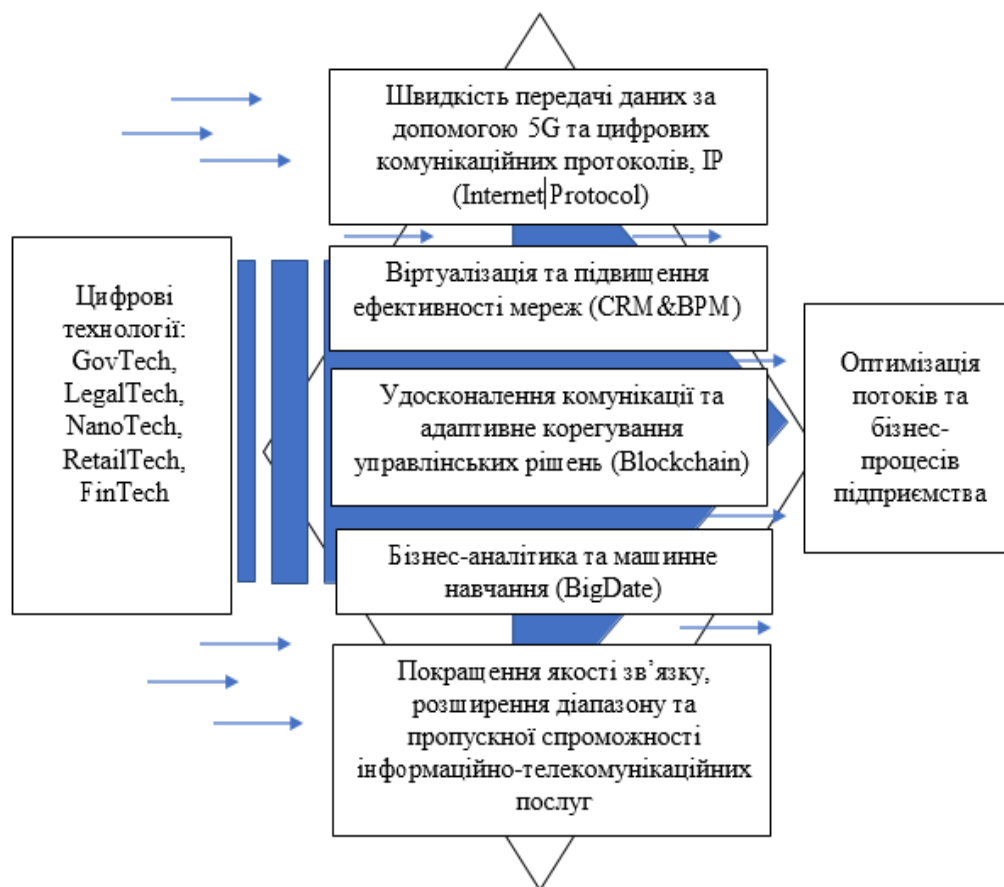 Швидкість передачі даних за
допомогою 5G та цифрових
комунікаційних протоколів, IP
(Internet Protocol)
Цифрові
технології:
GovTech,
LegalTech,
NanoTech,
RetailTech,
FinTech
Віртуалізація та підвищення
ефективності мереж (CRM&BPM)
Удосконалення комунікації та
адаптивне корегування
управлінських рішень (Blockchain)
Бізнес-аналітика та машинне
навчання (BigDate)
Покращення якості зв’язку,
розширення діапазону та
пропускної спроможності
інформаційно-телекомунікаційних
послуг
Оптимізація
потоків та
бізнес-
процесів
підприємства